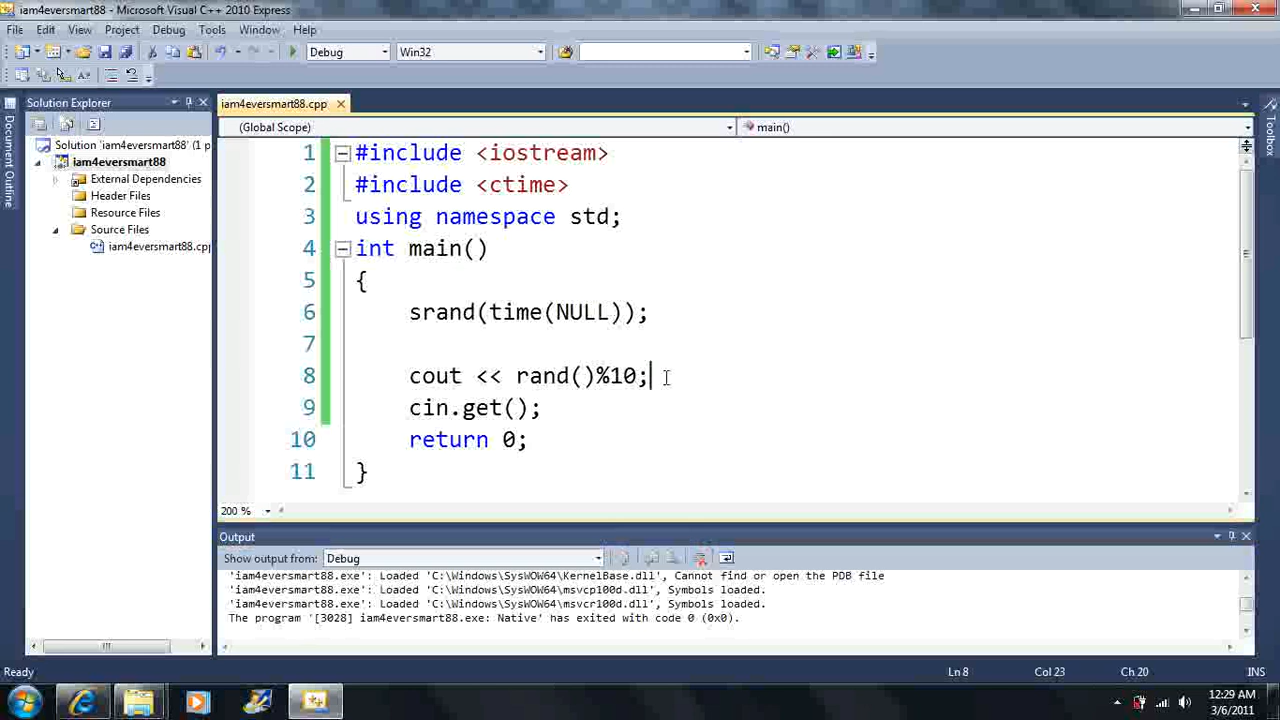 iam4eversmart88 - Microsoft Visual C++ 2010 Express
File Edit View Project Debug Tools Window Help
Debug Win32
Solution Explorer
iam4eversmart88.cpp
(Global Scope) main()
Document Outline
Toolbox
Solution 'iam4eversmart88' (1 p
iam4eversmart88
External Dependencies
Header Files
Resource Files
Source Files
iam4eversmart88.cpp
1 #include <iostream>
2 #include <ctime>
3 using namespace std;
4 int main()
5 {
6 srand(time(NULL));
7
8 cout << rand()%10;
9 cin.get();
10 return 0;
11 }
200 %
Output
Show output from: Debug
'iam4eversmart88.exe': Loaded 'C:\Windows\SysWOW64\KernelBase.dll', Cannot find or open the PDB file
'iam4eversmart88.exe': Loaded 'C:\Windows\SysWOW64\msvcp100d.dll', Symbols loaded.
'iam4eversmart88.exe': Loaded 'C:\Windows\SysWOW64\msvcr100d.dll', Symbols loaded.
The program '[3028] iam4eversmart88.exe: Native' has exited with code 0 (0x0).
Ready Ln 8 Col 23 Ch 20 INS
12:29 AM
3/6/2011